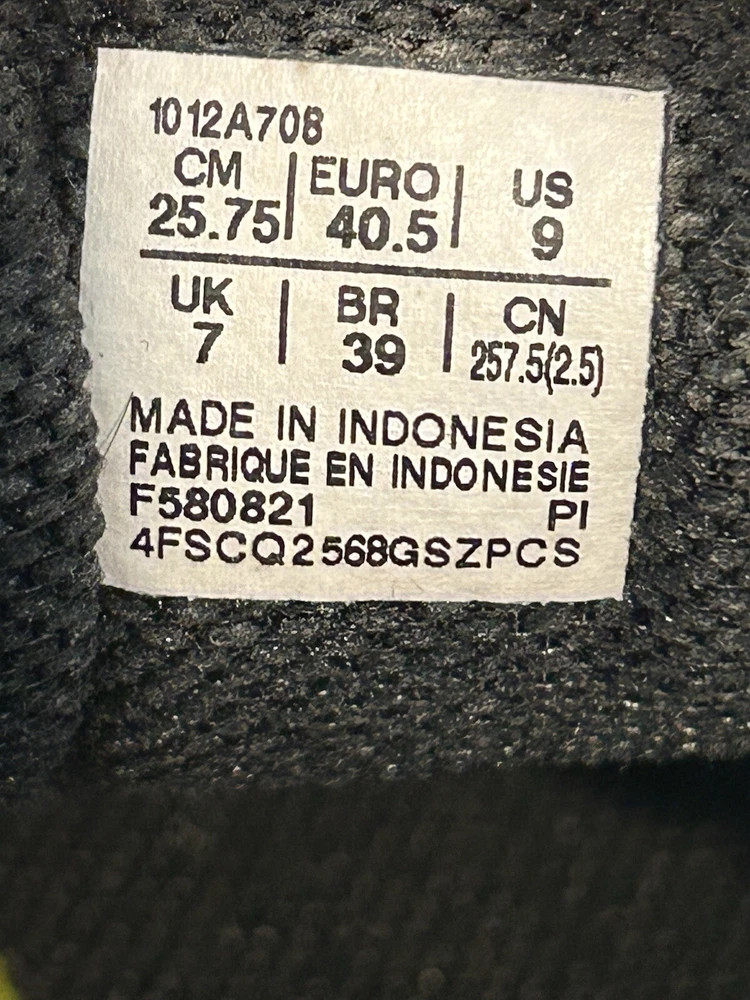 1012A708
CM | EURO | US
25.75 | 40.5 | 9
UK | BR | CN
7 | 39 | 257.5(2.5)
MADE IN INDONESIA
FABRIQUE EN INDONESIE
F580821 PI
4FSCQ2568GSZPCS